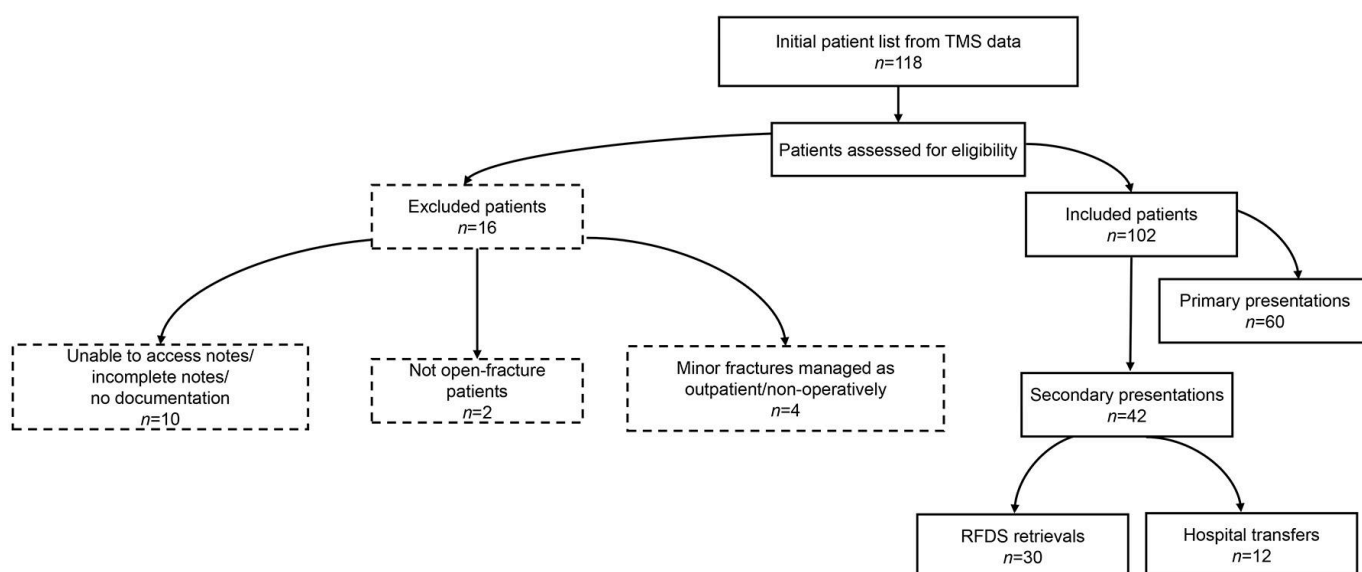 Initial patient list from TMS data
n=118
Patients assessed for eligibility
Excluded patients
n=16
Included patients
n=102
Primary presentations
n=60
Unable to access notes/
incomplete notes/
no documentation
n=10
Not open-fracture
patients
n=2
Minor fractures managed as
outpatient/non-operatively
n=4
Secondary presentations
n=42
RFDS retrievals
n=30
Hospital transfers
n=12